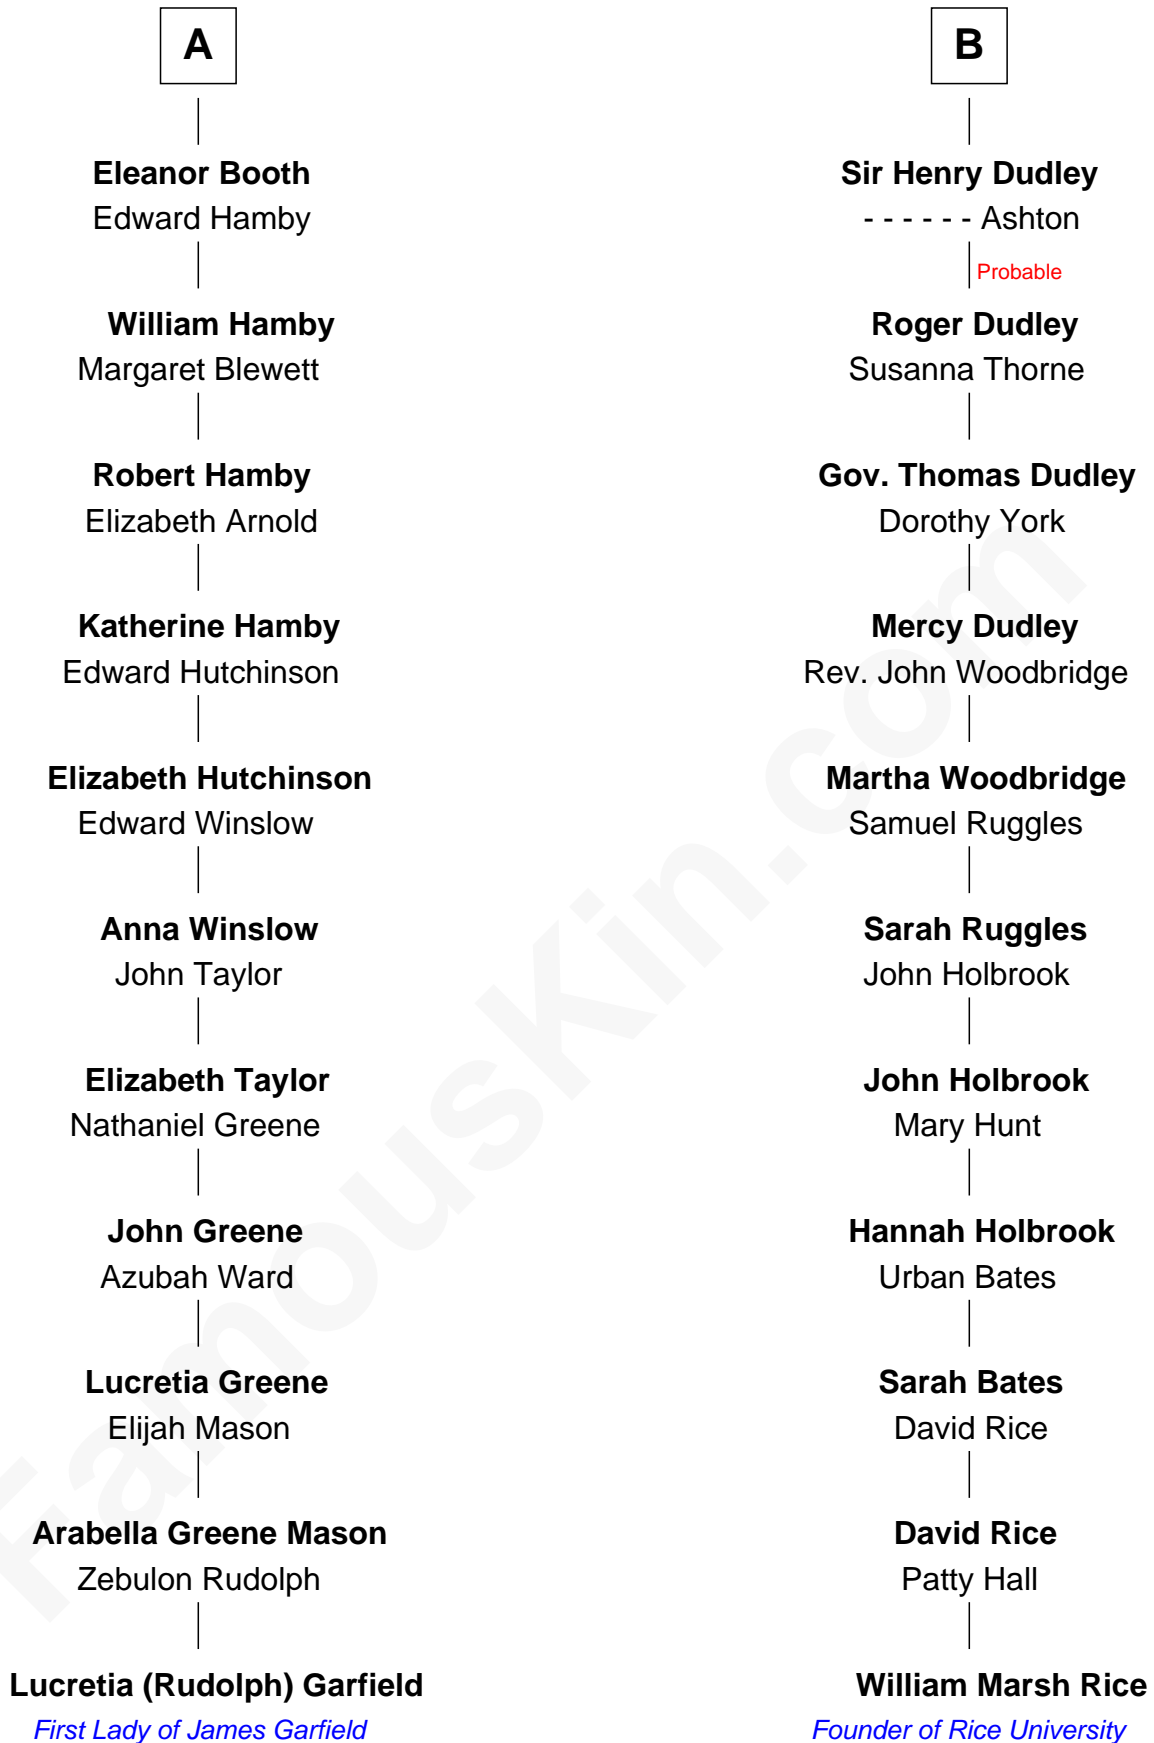 A
Eleanor Booth
Edward Hamby
William Hamby
Margaret Blewett
Robert Hamby
Elizabeth Arnold
Katherine Hamby
Edward Hutchinson
Elizabeth Hutchinson
Edward Winslow
Anna Winslow
John Taylor
Elizabeth Taylor
Nathaniel Greene
John Greene
Azubah Ward
Lucretia Greene
Elijah Mason
Arabella Greene Mason
Zebulon Rudolph
Lucretia (Rudolph) Garfield
First Lady of James Garfield
B
Sir Henry Dudley
- - - - - - Ashton
Probable
Roger Dudley
Susanna Thorne
Gov. Thomas Dudley
Dorothy York
Mercy Dudley
Rev. John Woodbridge
Martha Woodbridge
Samuel Ruggles
Sarah Ruggles
John Holbrook
John Holbrook
Mary Hunt
Hannah Holbrook
Urban Bates
Sarah Bates
David Rice
David Rice
Patty Hall
William Marsh Rice
Founder of Rice University
FamousKin.com